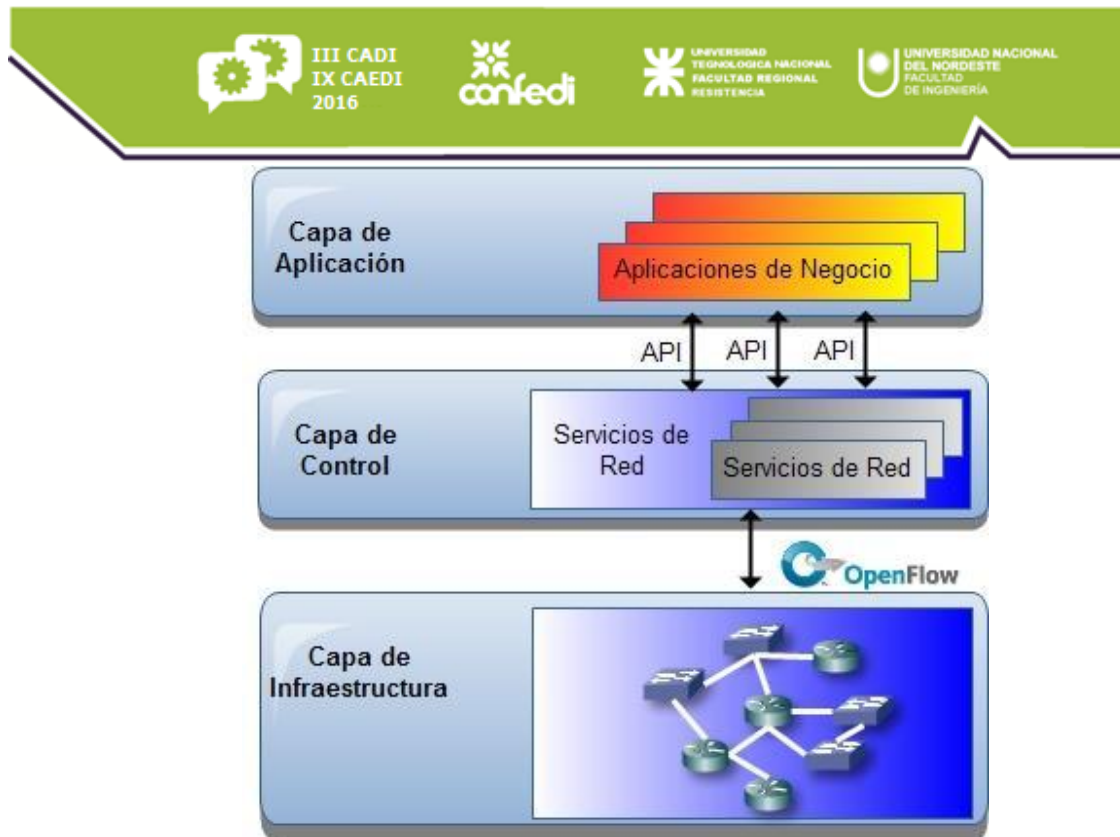 III CADI
IX CAEDI
2016
confedi
UNIVERSIDAD
TECNOLOGICA NACIONAL
FACULTAD REGIONAL
RESISTENCIA
UNIVERSIDAD NACIONAL
DEL NORDESTE
FACULTAD
DE INGENIERÍA
Capa de
Aplicación
Aplicaciones de Negocio
API
API
API
Capa de
Control
Servicios de
Red
Servicios de Red
OpenFlow
Capa de
Infraestructura